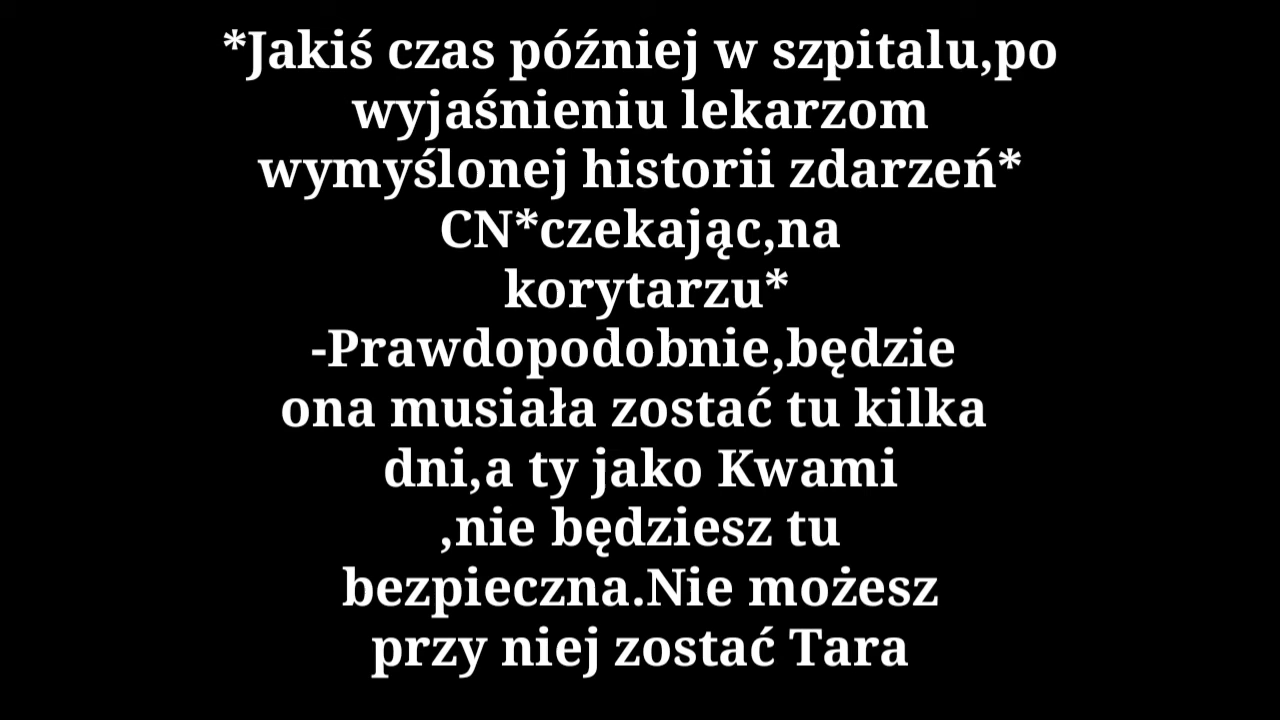 *Jakiś czas później w szpitalu,po
wyjaśnieniu lekarzom
wymyślonej historii zdarzeń*
CN*czekając,na
korytarzu*
-Prawdopodobnie,będzie
ona musiała zostać tu kilka
dni,a ty jako Kwami
,nie będziesz tu
bezpieczna.Nie możesz
przy niej zostać Tara